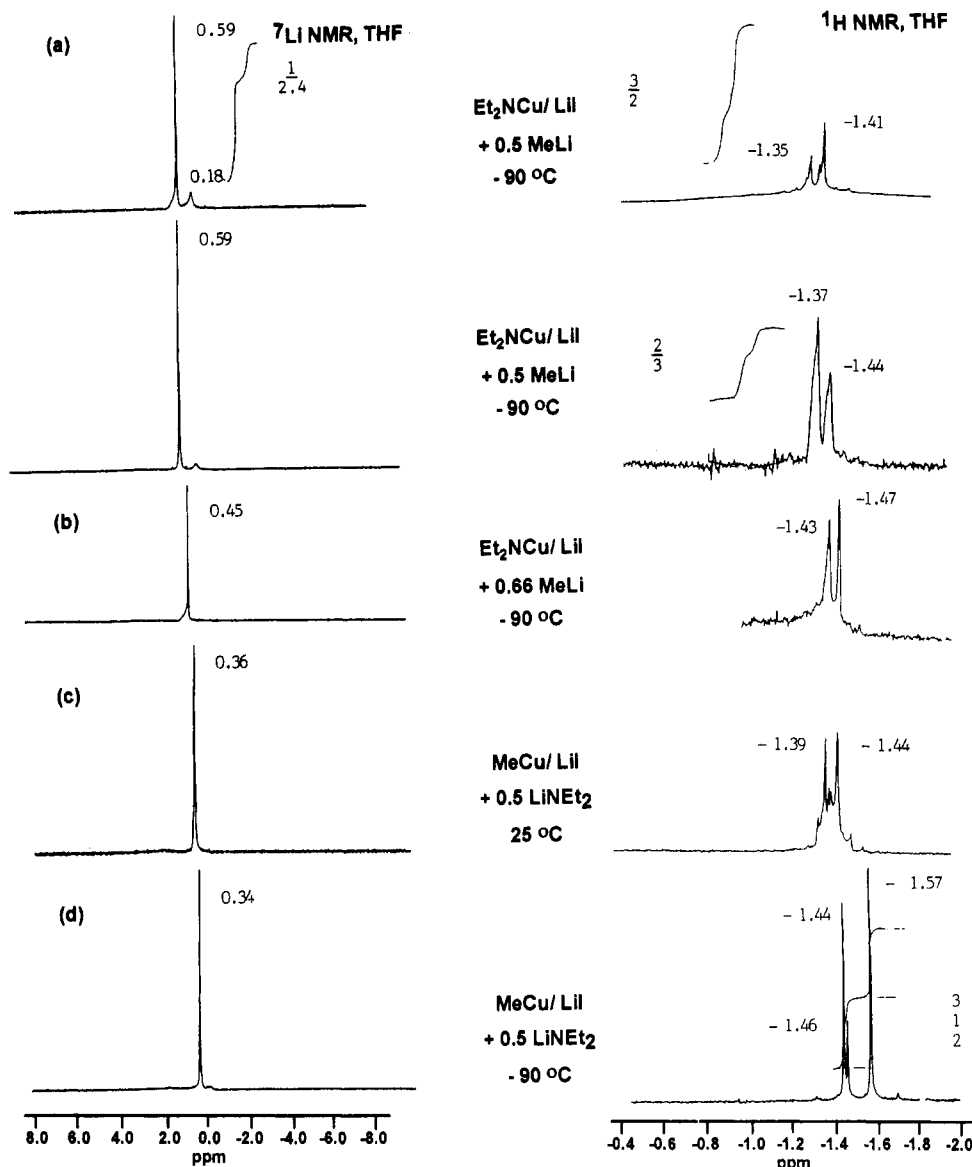 (a)
0.59
⁷Li NMR, THF
1
2.4
0.18
¹H NMR, THF
3
2
Et₂NCu/ LiI
+ 0.5 MeLi
- 90 °C
-1.35
-1.41
0.59
Et₂NCu/ LiI
+ 0.5 MeLi
- 90 °C
2
3
-1.37
-1.44
(b)
0.45
Et₂NCu/ LiI
+ 0.66 MeLi
- 90 °C
-1.43
-1.47
(c)
0.36
MeCu/ LiI
+ 0.5 LiNEt₂
25 °C
- 1.39
- 1.44
(d)
0.34
MeCu/ LiI
+ 0.5 LiNEt₂
- 90 °C
- 1.44
- 1.57
- 1.46
3
1
2
8.0 6.0 4.0 2.0 0.0 -2.0 -4.0 -6.0 -8.0
ppm
-0.4 -0.6 -0.8 -1.0 -1.2 -1.4 -1.6 -1.8 -2.0
ppm